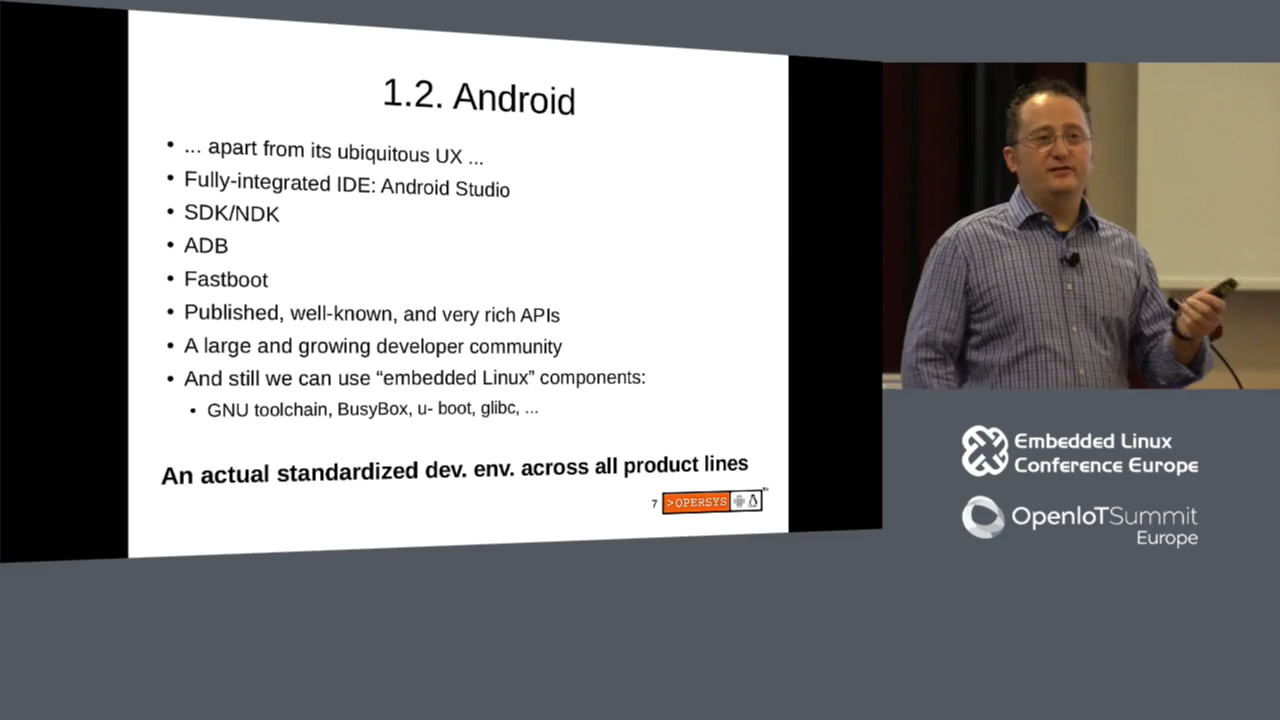 1.2. Android
• ... apart from its ubiquitous UX ...
• Fully-integrated IDE: Android Studio
• SDK/NDK
• ADB
• Fastboot
• Published, well-known, and very rich APIs
• A large and growing developer community
• And still we can use “embedded Linux” components:
• GNU toolchain, BusyBox, u- boot, glibc, ...
An actual standardized dev. env. across all product lines
7
>OPERSYS
Embedded Linux
Conference Europe
OpenIoTSummit
Europe